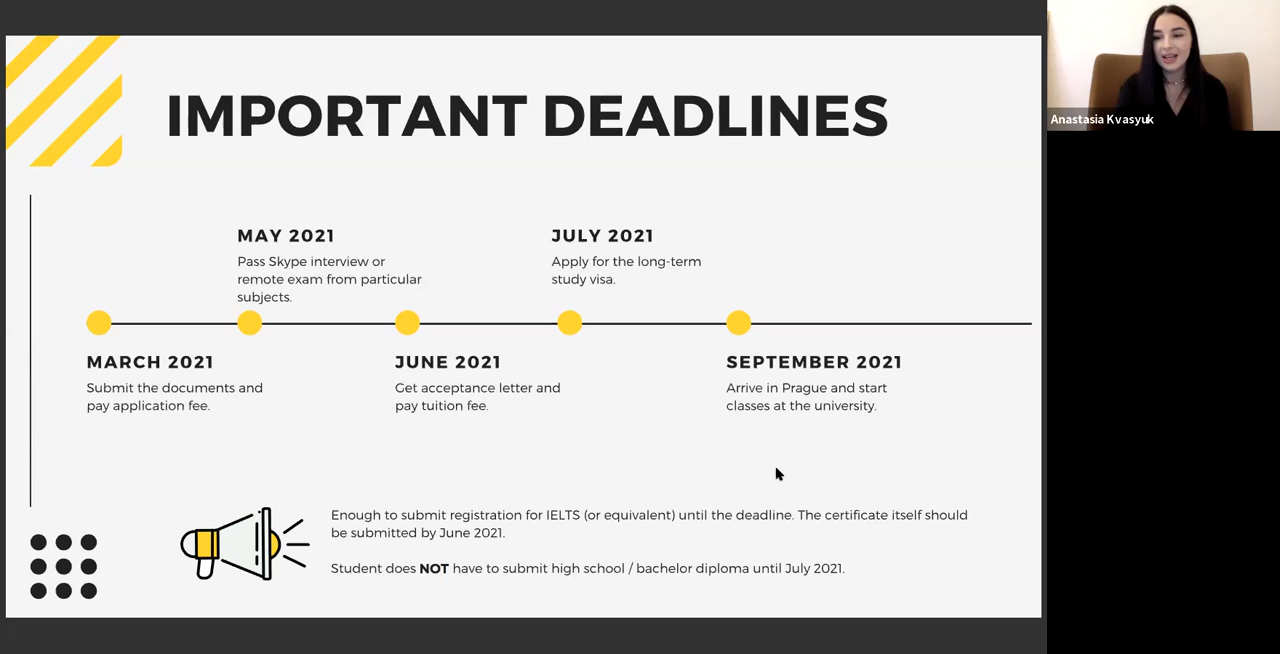 IMPORTANT DEADLINES
MAY 2021
Pass Skype interview or
remote exam from particular
subjects.
JULY 2021
Apply for the long-term
study visa.
MARCH 2021
Submit the documents and
pay application fee.
JUNE 2021
Get acceptance letter and
pay tuition fee.
SEPTEMBER 2021
Arrive in Prague and start
classes at the university.
Enough to submit registration for IELTS (or equivalent) until the deadline. The certificate itself should
be submitted by June 2021.
Student does NOT have to submit high school / bachelor diploma until July 2021.
Anastasia Kvasyuk